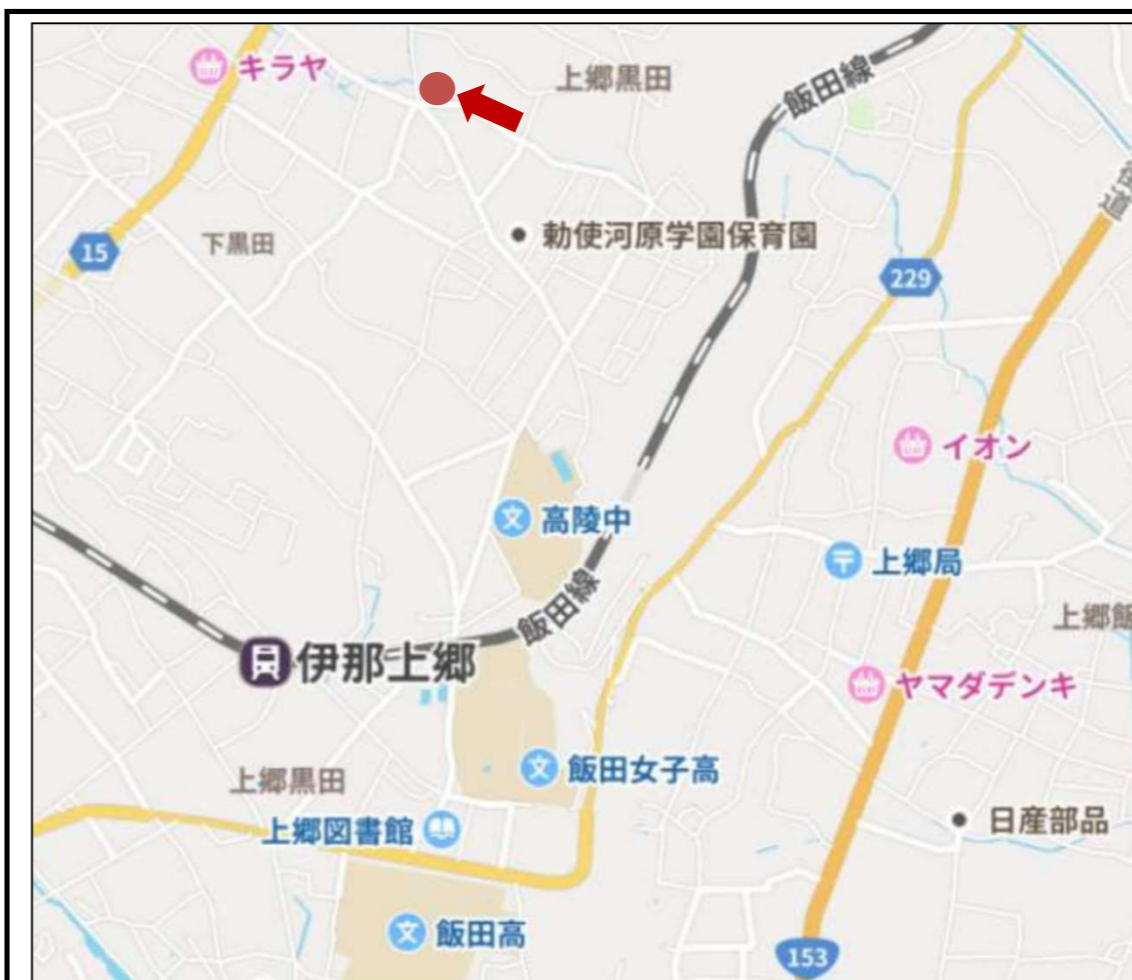 キラヤ
上郷黒田
飯田線
街道
15
下黒田
勅使河原学園保育園
229
イオン
高陵中
上郷局
飯田線
上郷飯
伊那上郷
ヤマダデンキ
飯田女子高
上郷黒田
日産部品
上郷図書館
飯田高
153